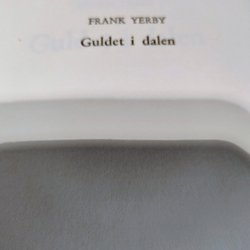 FRANK YERBY
Guldet i dalen